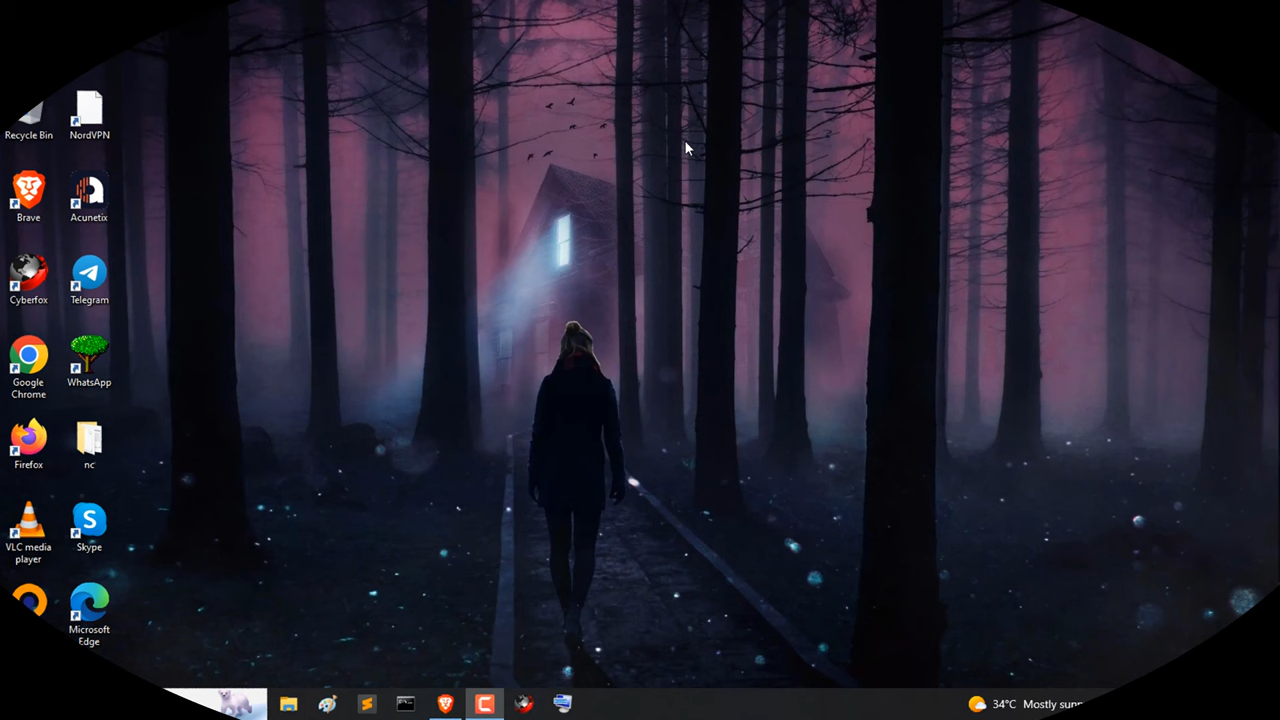 Recycle Bin
NordVPN
Brave
Acunetix
Cyberfox
Telegram
Google
Chrome
WhatsApp
Firefox
nc
VLC media
player
Skype
Microsoft
Edge
34°C Mostly sunn